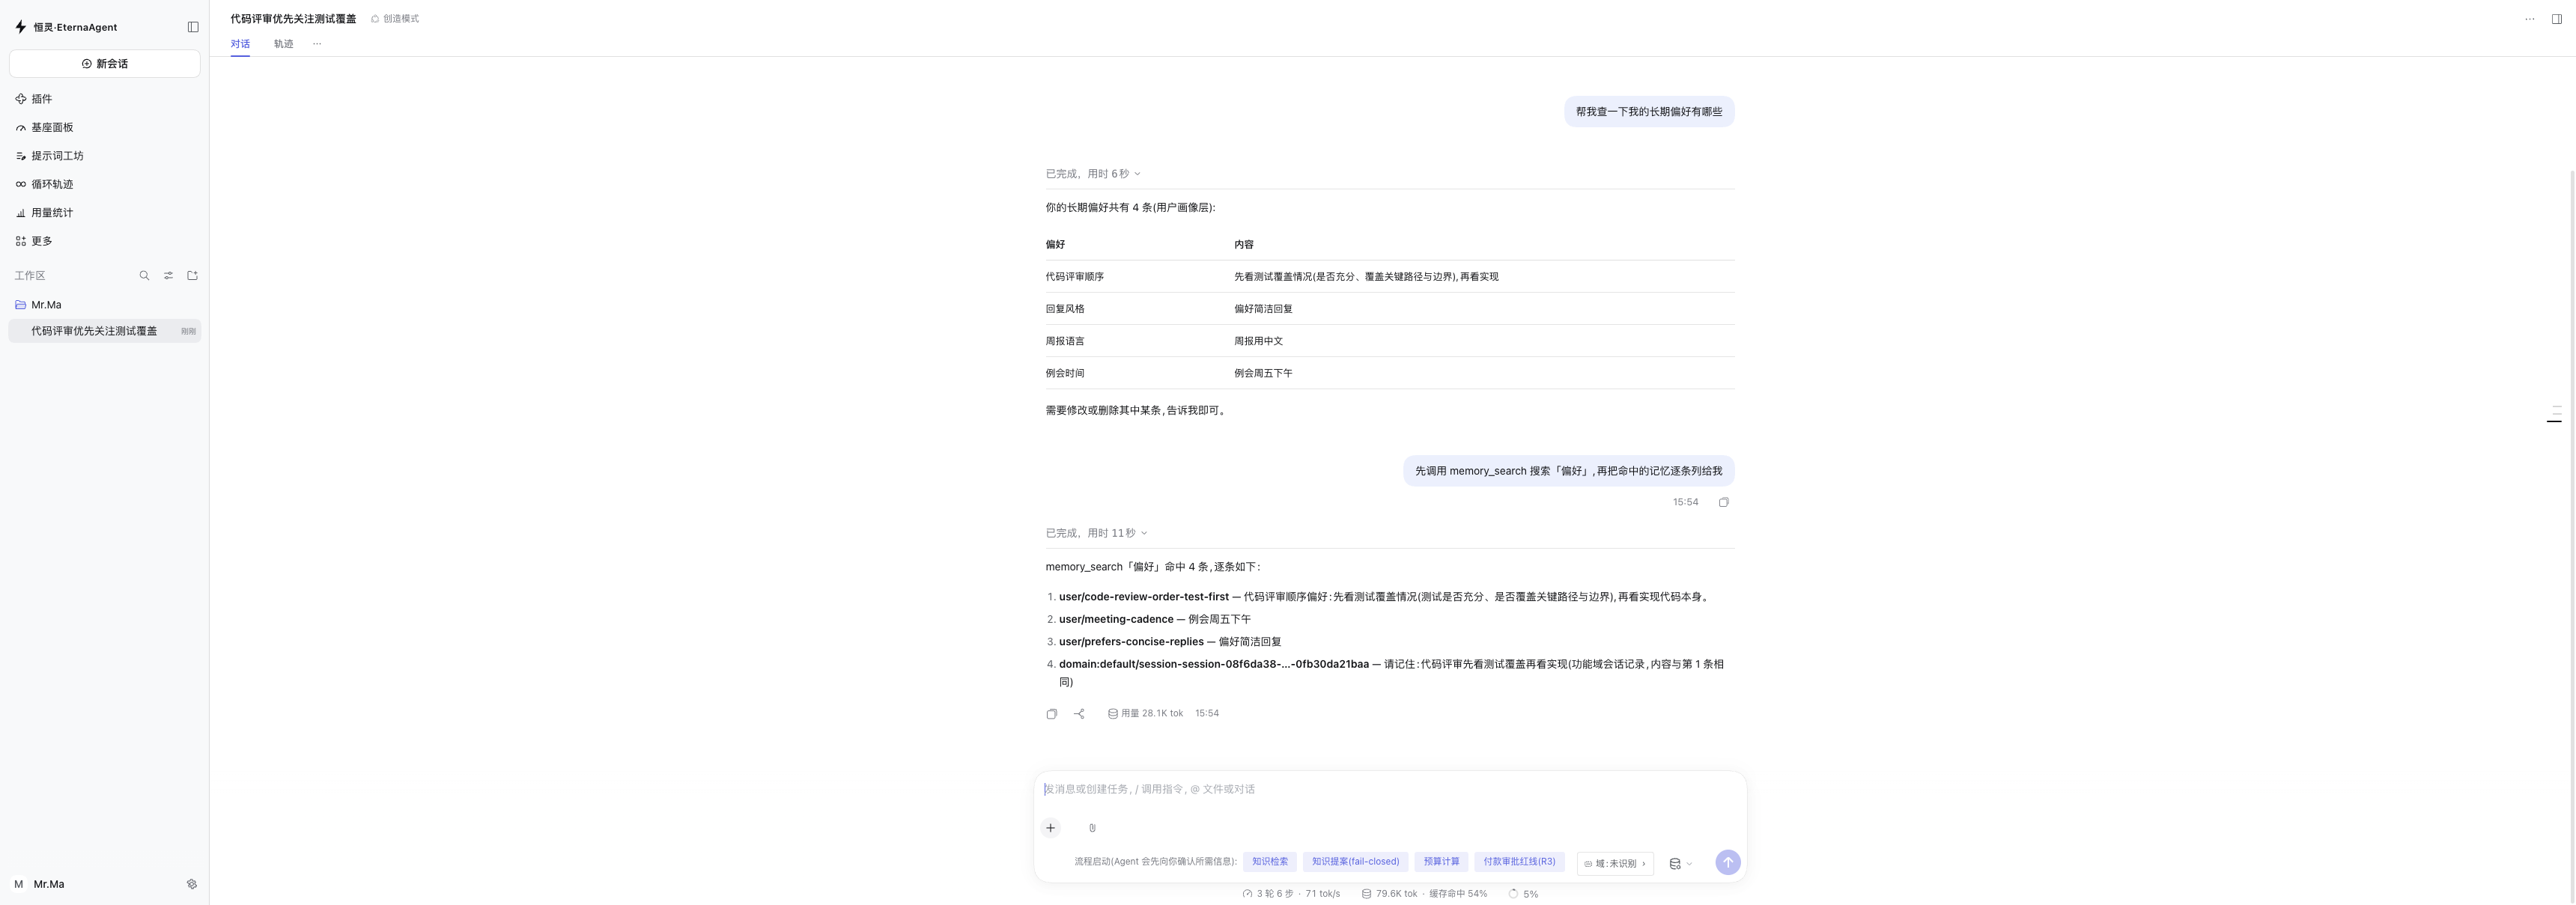 恒灵·EternaAgent
新会话
插件
基座面板
提示词工坊
循环轨迹
用量统计
更多
工作区
Mr.Ma
代码评审优先关注测试覆盖 刚刚
M Mr.Ma
代码评审优先关注测试覆盖 创造模式
对话 轨迹 ···
帮我查一下我的长期偏好有哪些
已完成，用时 6秒
你的长期偏好共有 4 条(用户画像层):
偏好 内容
代码评审顺序 先看测试覆盖情况(是否充分、覆盖关键路径与边界),再看实现
回复风格 偏好简洁回复
周报语言 周报用中文
例会时间 例会周五下午
需要修改或删除其中某条,告诉我即可。
先调用 memory_search 搜索「偏好」,再把命中的记忆逐条列给我
15:54
已完成，用时 11秒
memory_search「偏好」命中 4 条,逐条如下:
1. user/code-review-order-test-first — 代码评审顺序偏好:先看测试覆盖情况(测试是否充分、是否覆盖关键路径与边界),再看实现代码本身。
2. user/meeting-cadence — 例会周五下午
3. user/prefers-concise-replies — 偏好简洁回复
4. domain:default/session-session-08f6da38-...-0fb30da21baa — 请记住:代码评审先看测试覆盖再看实现(功能域会话记录,内容与第 1 条相
同)
用量 28.1K tok 15:54
发消息或创建任务, / 调用指令, @ 文件或对话
流程启动(Agent 会先向你确认所需信息): 知识检索 知识提案(fail-closed) 预算计算 付款审批红线(R3) 域:未识别 ›
3 轮 6 步 · 71 tok/s 79.6K tok · 缓存命中 54% 5%